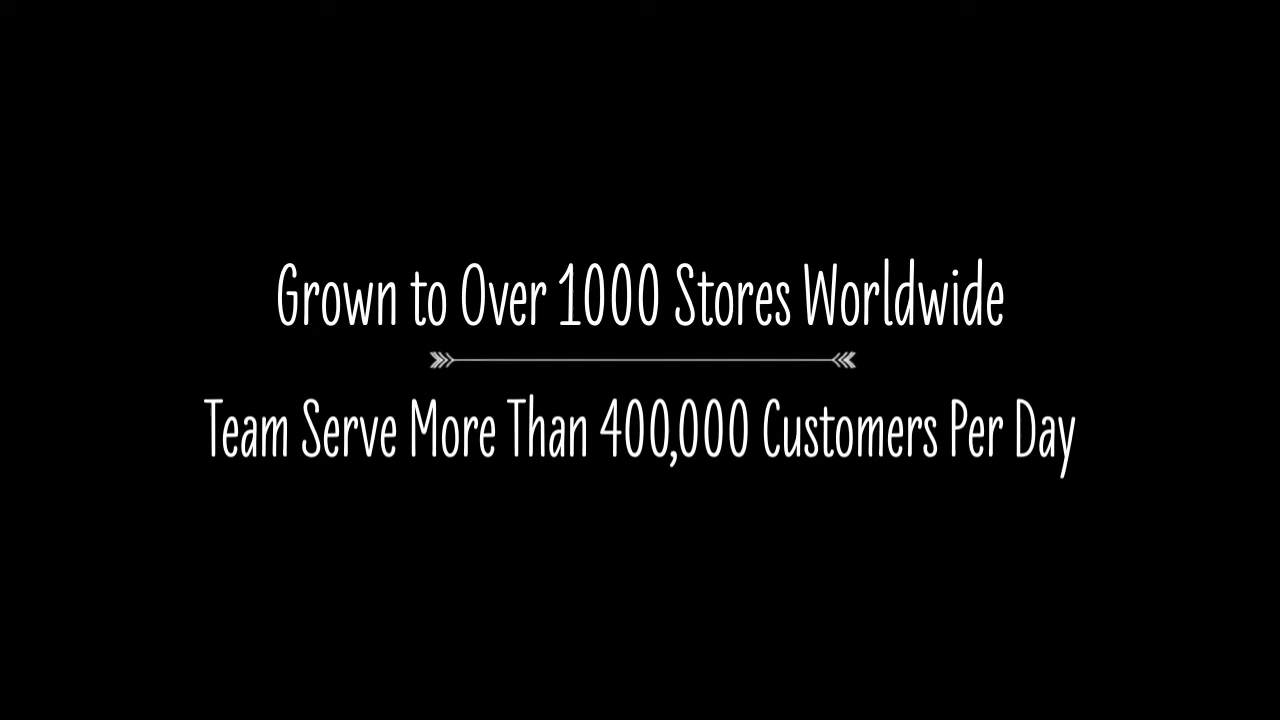 Grown to Over 1000 Stores Worldwide
Team Serve More Than 400,000 Customers Per Day